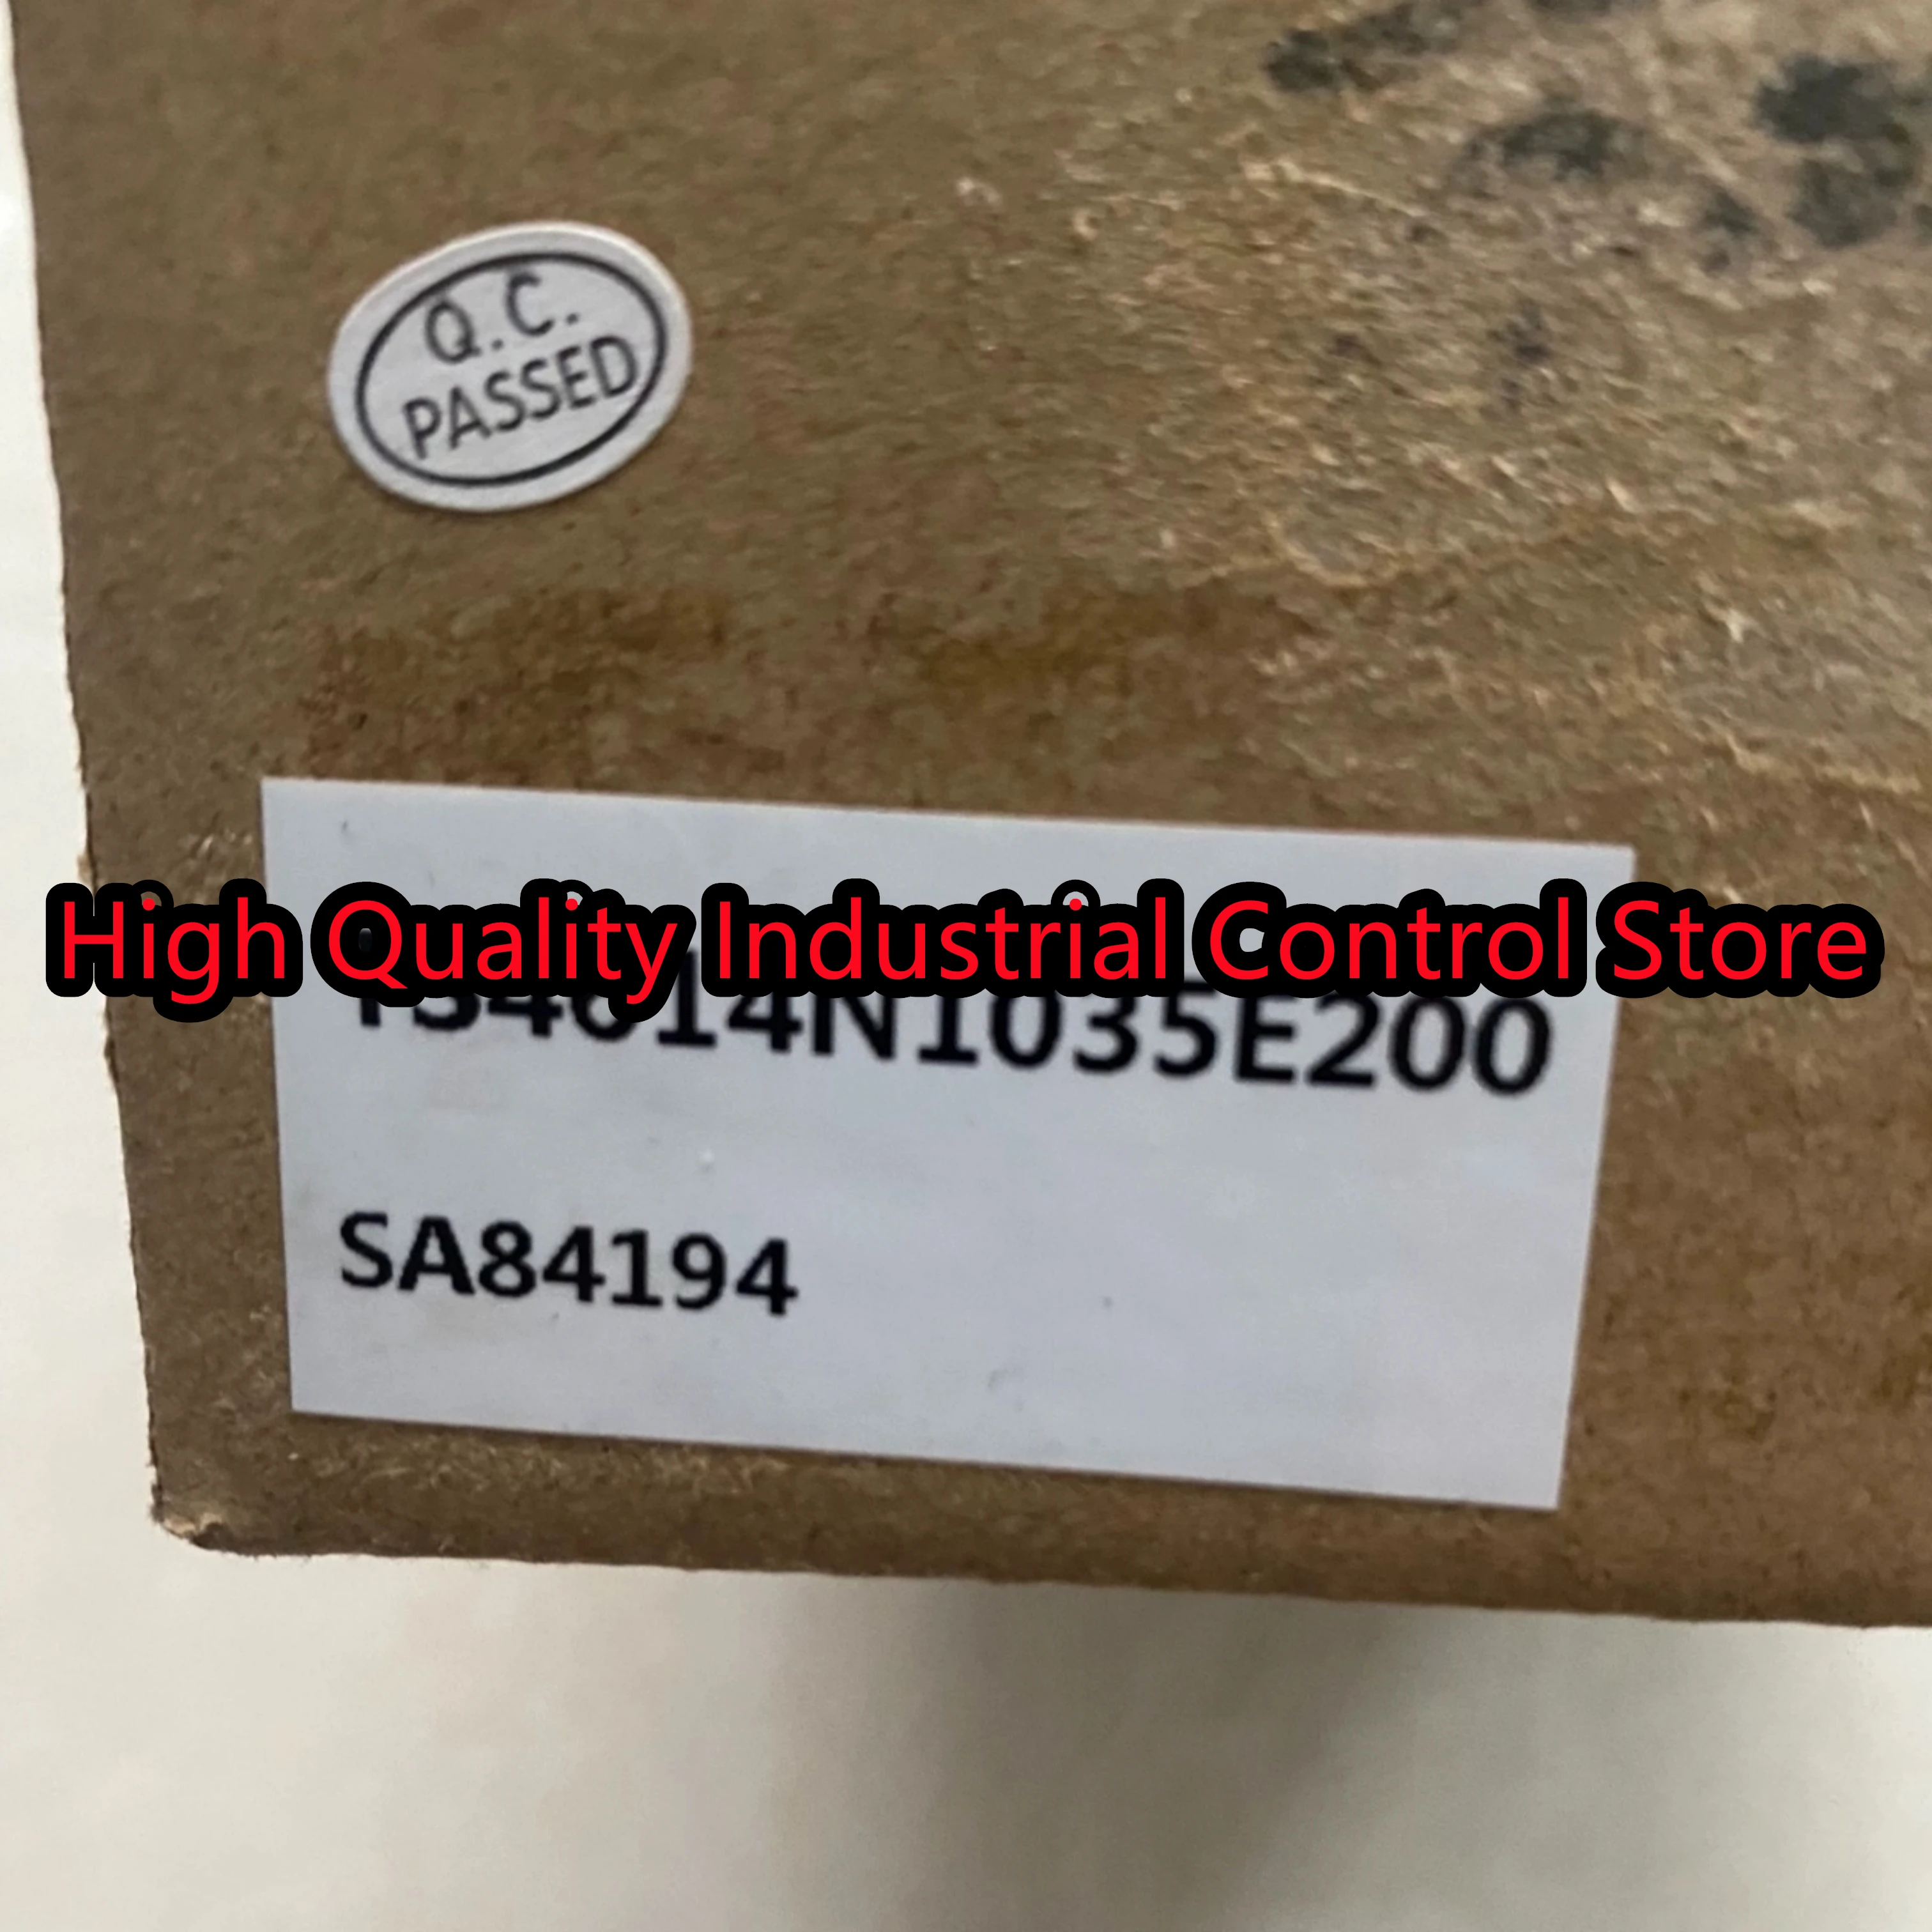 Q.C.
PASSED
High Quality Industrial Control Store
SA84194